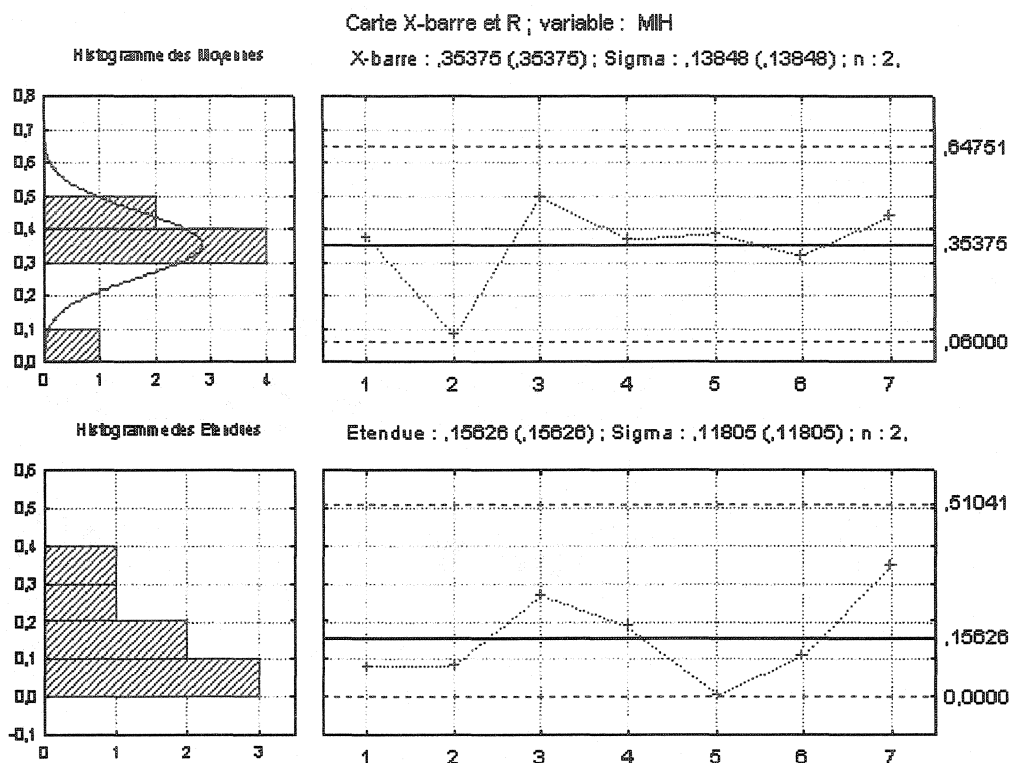 Carte X-barre et R ; variable : MIH
Histogramme des Moyennes
X-barre : ,35375 (,35375) ; Sigma : ,13848 (,13848) ; n : 2,
0,8
0,7
0,6
0,5
0,4
0,3
0,2
0,1
0,0
0 1 2 3 4
,64751
,35375
,06000
1 2 3 4 5 6 7
Histogramme des Etendues
Etendue : ,15626 (,15626) ; Sigma : ,11805 (,11805) ; n : 2,
0,6
0,5
0,4
0,3
0,2
0,1
0,0
-0,1
0 1 2 3
,51041
,15626
0,0000
1 2 3 4 5 6 7